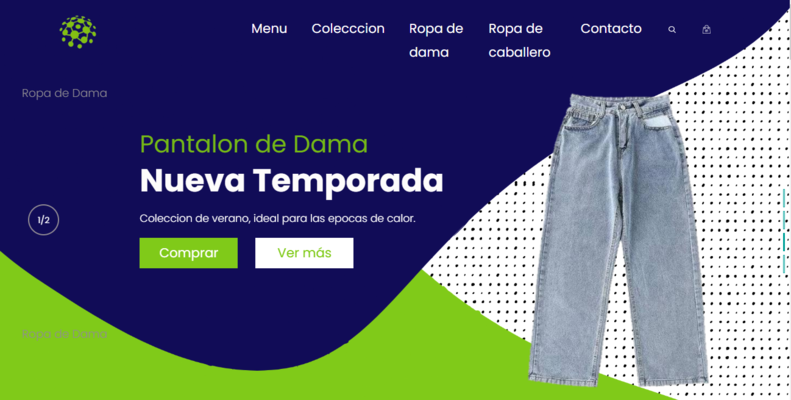 Menu
Colecccion
Ropa de
dama
Ropa de
caballero
Contacto
Ropa de Dama
Pantalon de Dama
Nueva Temporada
1/2
Coleccion de verano, ideal para las epocas de calor.
Comprar
Ver más
Ropa de Dama